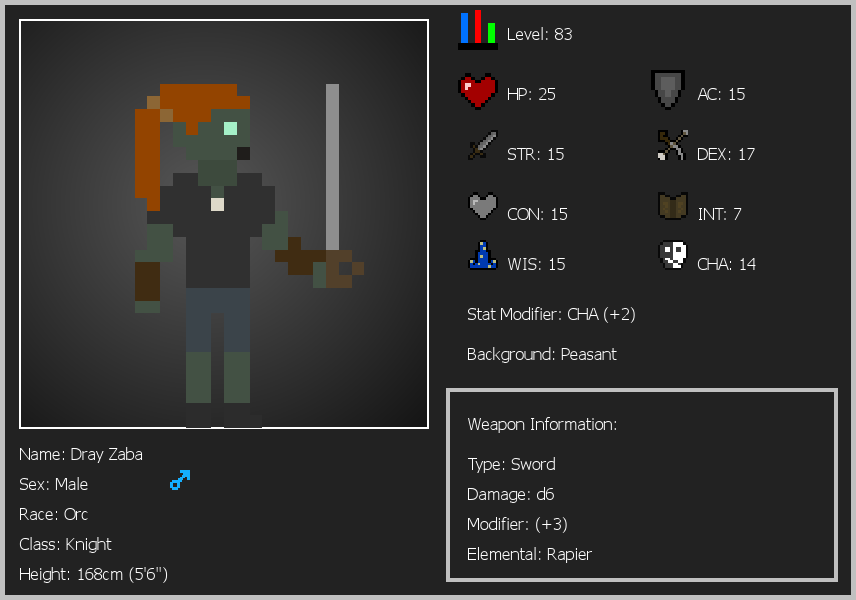 Level: 83
HP: 25
AC: 15
STR: 15
DEX: 17
CON: 15
INT: 7
WIS: 15
CHA: 14
Stat Modifier: CHA (+2)
Background: Peasant
Weapon Information:
Type: Sword
Damage: d6
Modifier: (+3)
Elemental: Rapier
Name: Dray Zaba
Sex: Male
Race: Orc
Class: Knight
Height: 168cm (5'6")